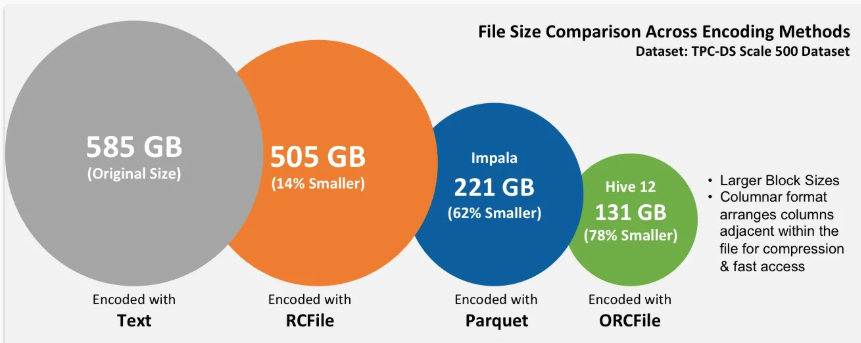 File Size Comparison Across Encoding Methods
Dataset: TPC-DS Scale 500 Dataset
585 GB
(Original Size)
505 GB
(14% Smaller)
Impala
221 GB
(62% Smaller)
Hive 12
131 GB
(78% Smaller)
• Larger Block Sizes
• Columnar format
arranges columns
adjacent within the
file for compression
& fast access
Encoded with
Text
Encoded with
RCFile
Encoded with
Parquet
Encoded with
ORCFile